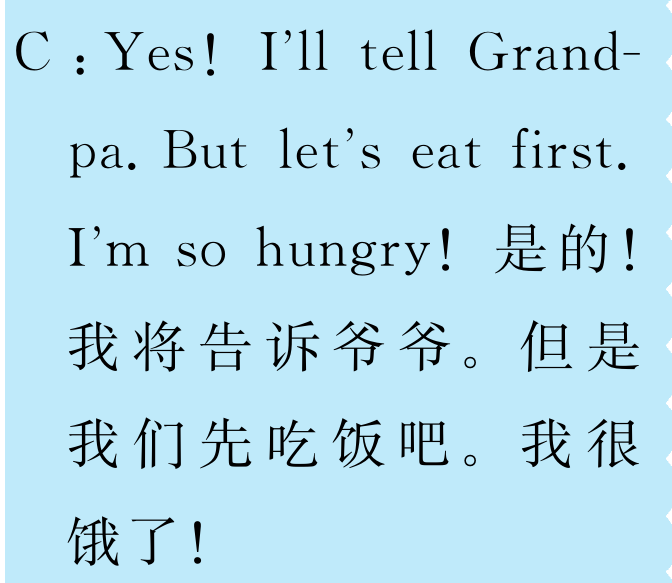 C：Yes! I'll tell Grand-
pa. But let's eat first.
I'm so hungry! 是的!
我将告诉爷爷。但是
我们先吃饭吧。我很
饿了!